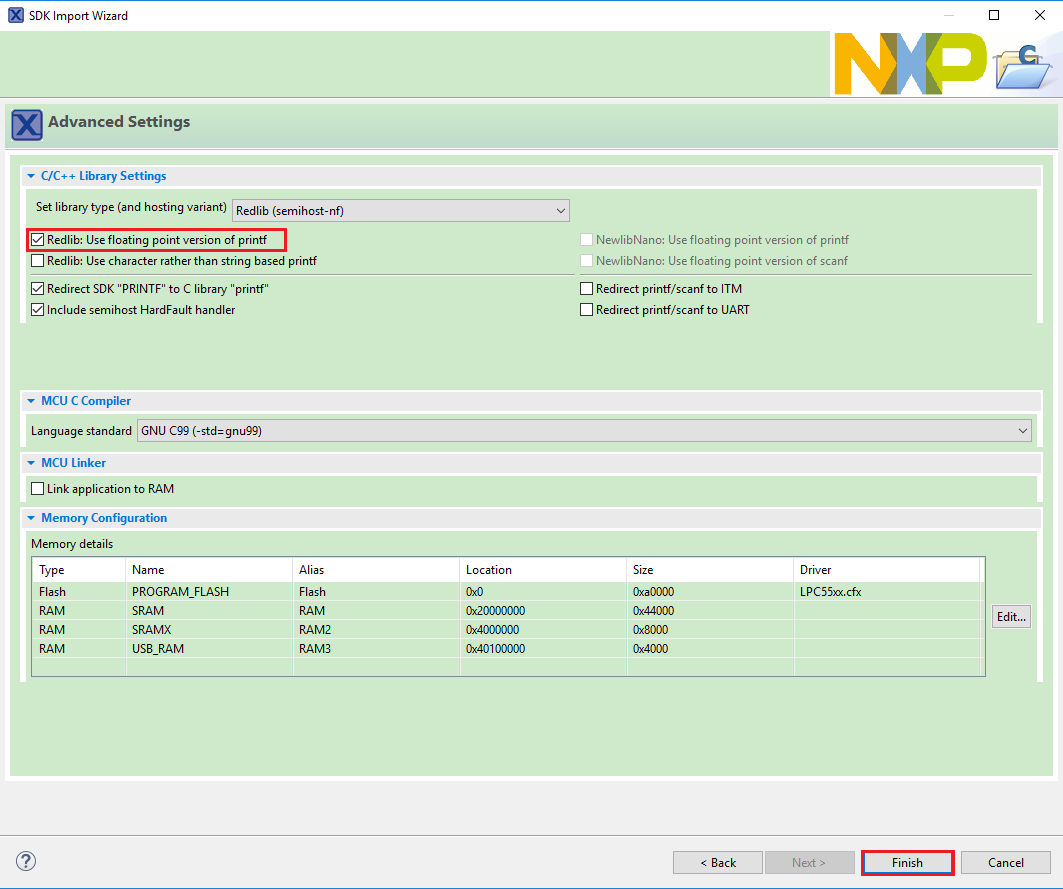 SDK Import Wizard
NXP
C
Advanced Settings
C/C++ Library Settings
Set library type (and hosting variant) Redlib (semihost-nf)
Redlib: Use floating point version of printf NewlibNano: Use floating point version of printf
Redlib: Use character rather than string based printf NewlibNano: Use floating point version of scanf
Redirect SDK "PRINTF" to C library "printf" Redirect printf/scanf to ITM
Include semihost HardFault handler Redirect printf/scanf to UART
MCU C Compiler
Language standard GNU C99 (-std=gnu99)
MCU Linker
Link application to RAM
Memory Configuration
Memory details
Type Name Alias Location Size Driver
Flash PROGRAM_FLASH Flash 0x0 0xa0000 LPC55xx.cfx
RAM SRAM RAM 0x20000000 0x44000
RAM SRAMX RAM2 0x4000000 0x8000
RAM USB_RAM RAM3 0x40100000 0x4000
Edit...
? < Back Next > Finish Cancel